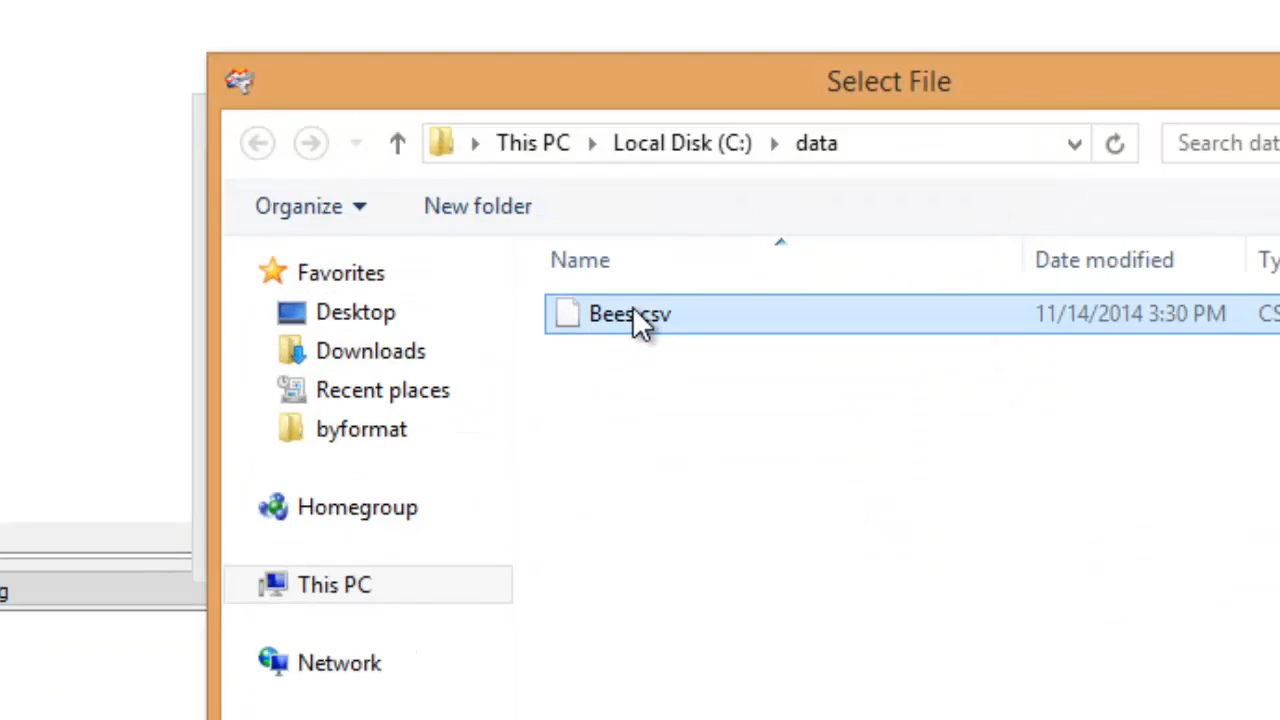 Select File
This PC Local Disk (C:) data
Search dat
Organize New folder
Name Date modified Ty
Bees.csv 11/14/2014 3:30 PM CS
Favorites
Desktop
Downloads
Recent places
byformat
Homegroup
This PC
g
Network